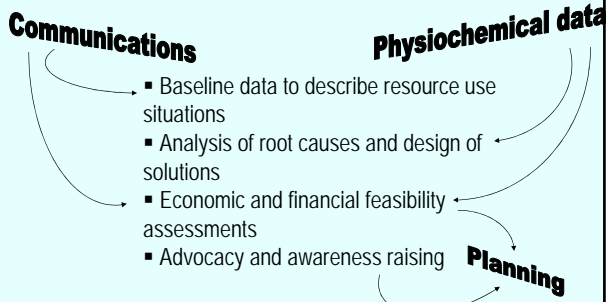 Communications
Physiochemical data
▪ Baseline data to describe resource use
situations
▪ Analysis of root causes and design of
solutions
▪ Economic and financial feasibility
assessments
▪ Advocacy and awareness raising
Planning